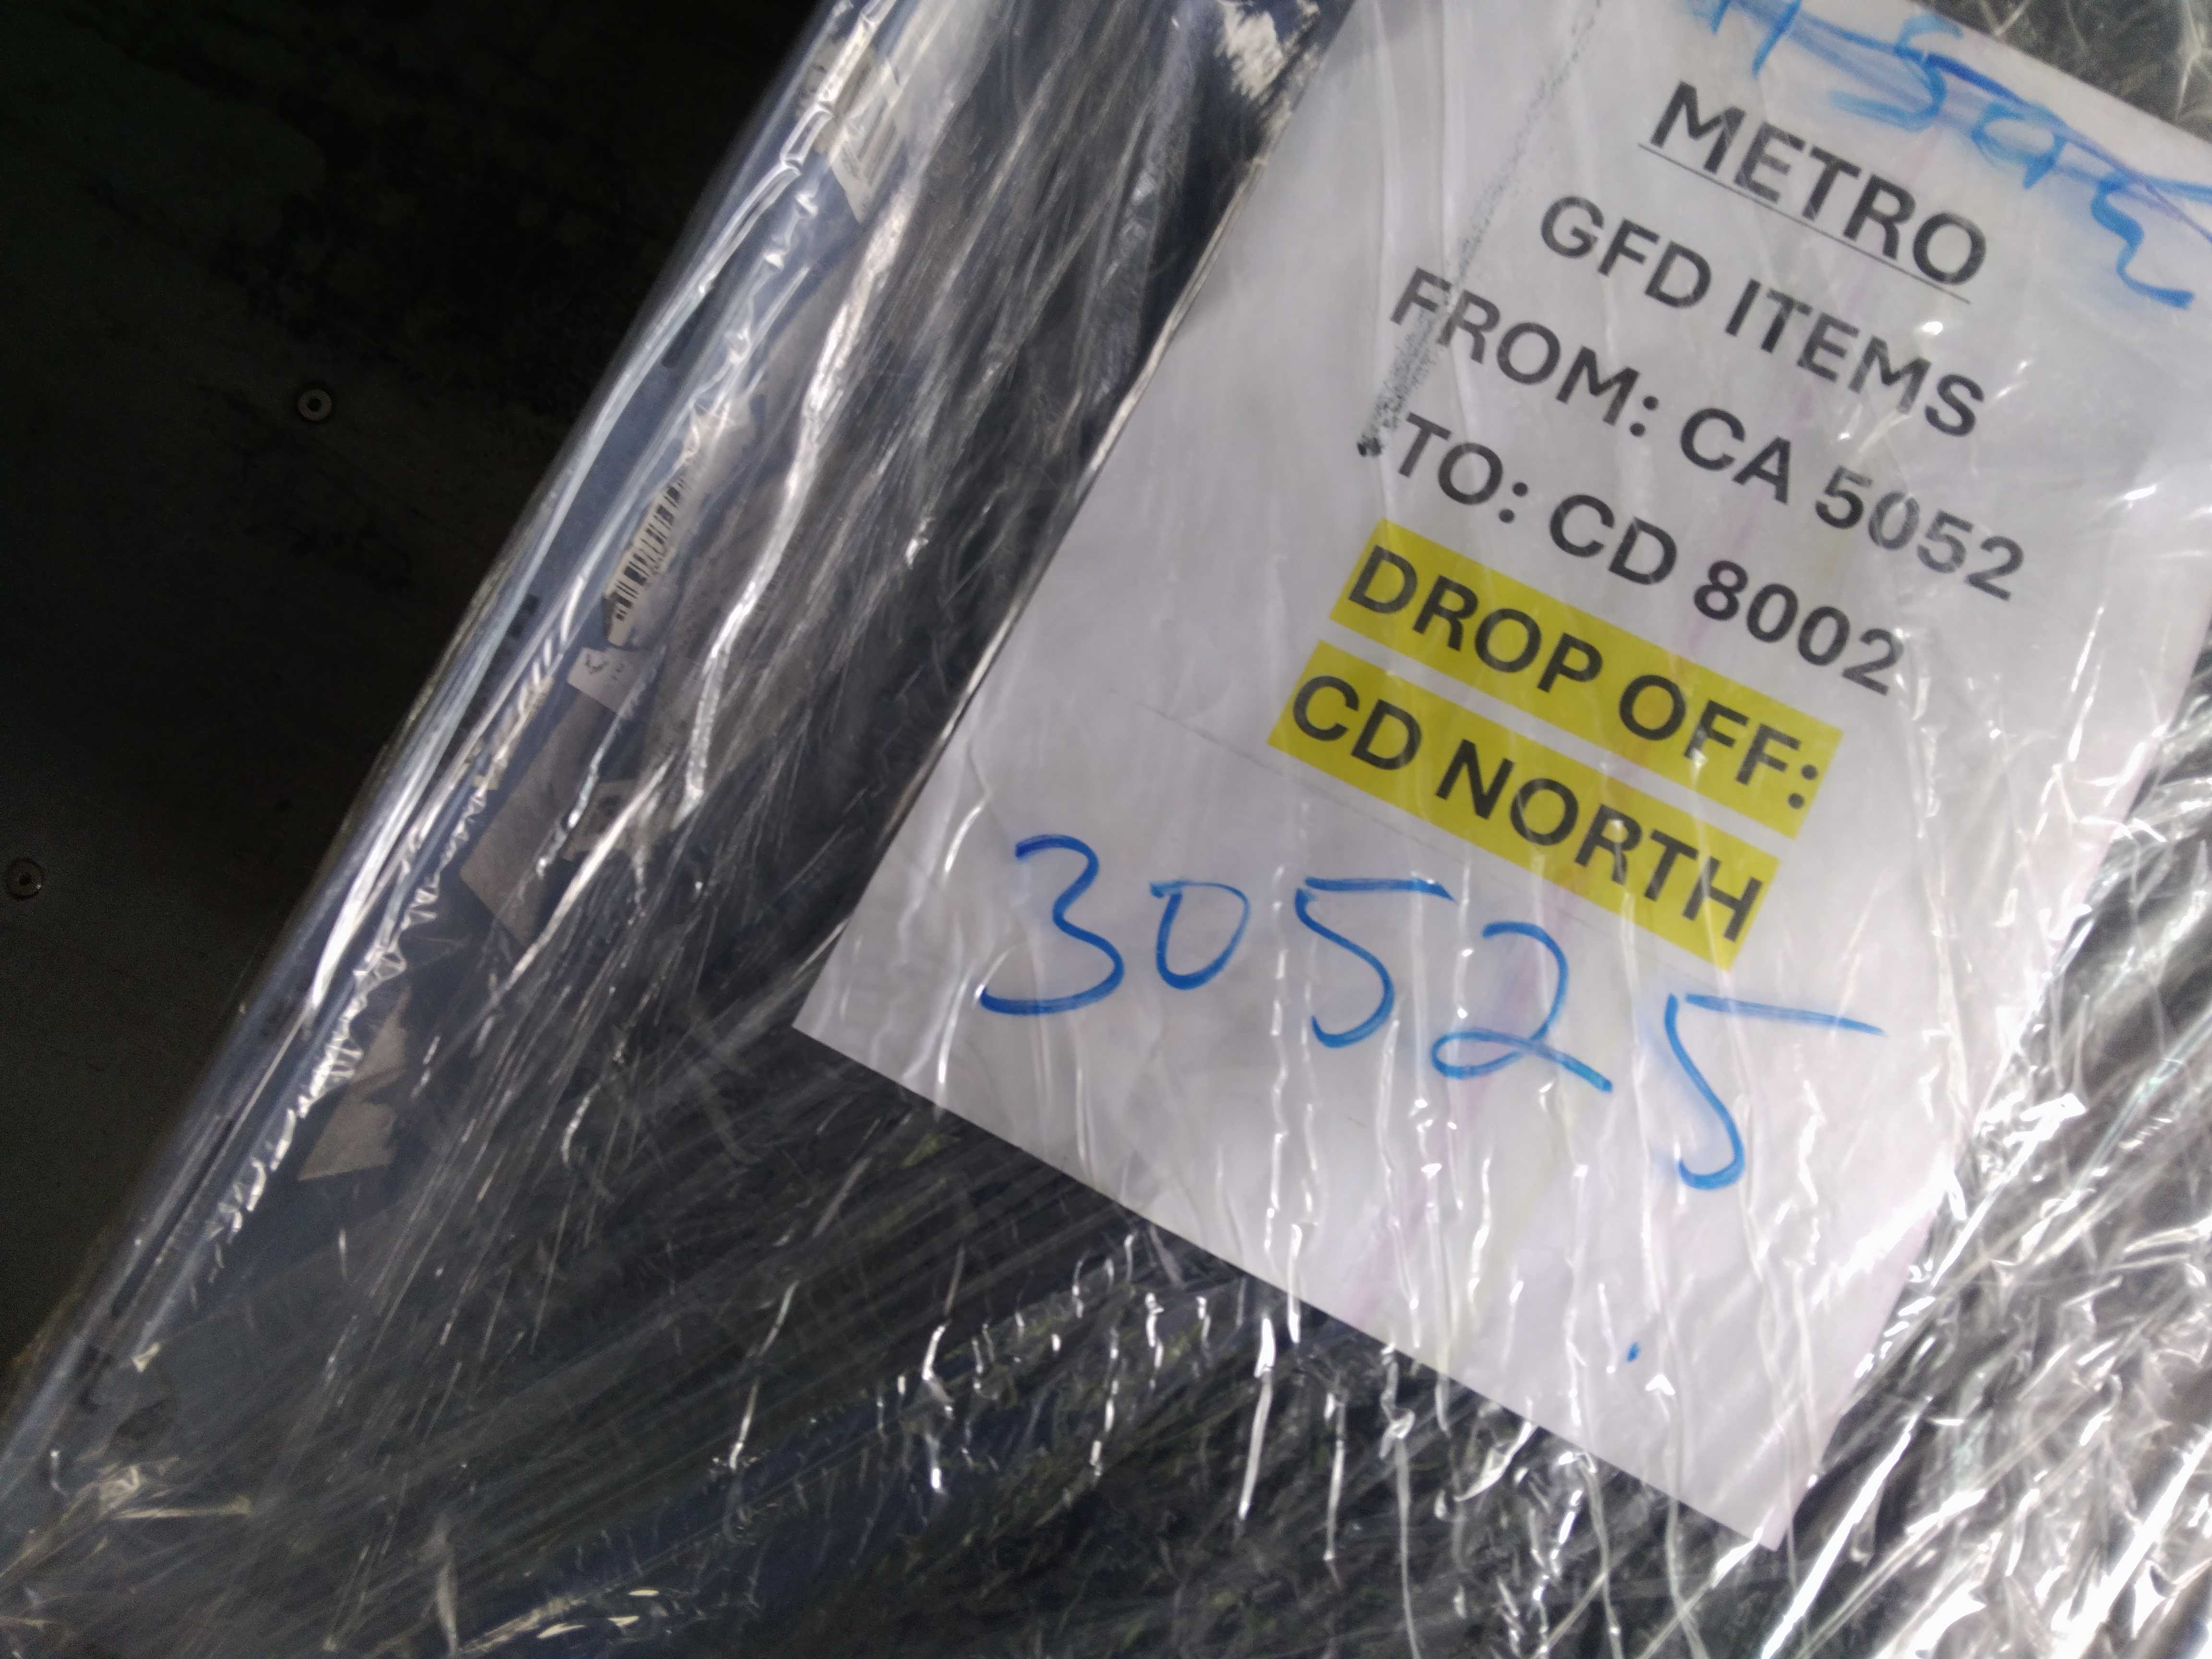 METRO
GFD ITEMS
FROM: CA 5052
TO: CD 8002
DROP OFF:
CD NORTH
30525